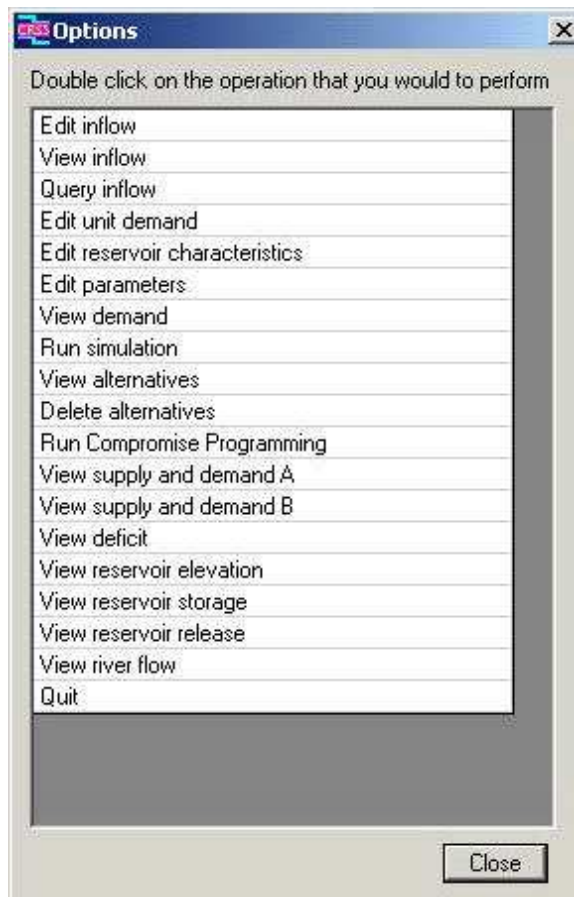 CRSS Options
Double click on the operation that you would to perform
Edit inflow
View inflow
Query inflow
Edit unit demand
Edit reservoir characteristics
Edit parameters
View demand
Run simulation
View alternatives
Delete alternatives
Run Compromise Programming
View supply and demand A
View supply and demand B
View deficit
View reservoir elevation
View reservoir storage
View reservoir release
View river flow
Quit
Close